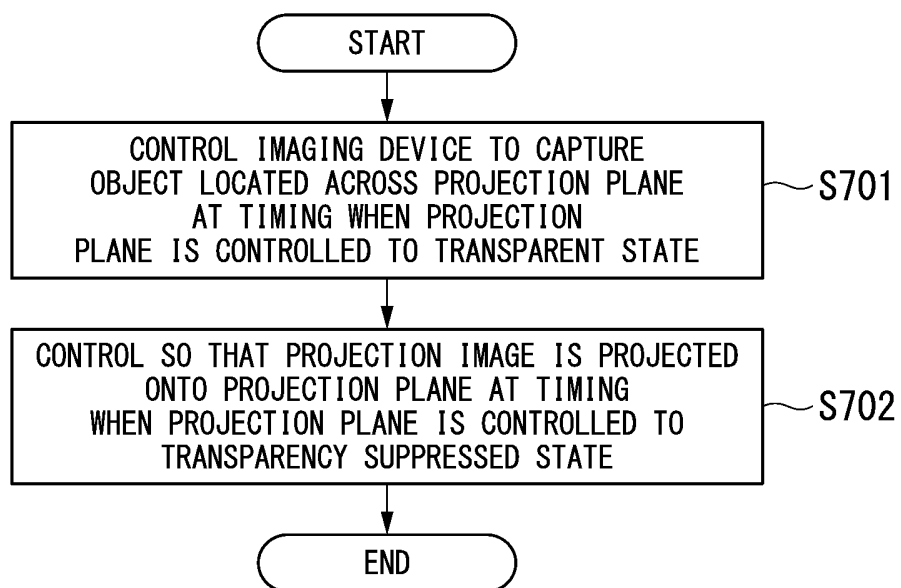 START
CONTROL IMAGING DEVICE TO CAPTURE
OBJECT LOCATED ACROSS PROJECTION PLANE
AT TIMING WHEN PROJECTION
PLANE IS CONTROLLED TO TRANSPARENT STATE
S701
CONTROL SO THAT PROJECTION IMAGE IS PROJECTED
ONTO PROJECTION PLANE AT TIMING
WHEN PROJECTION PLANE IS CONTROLLED TO
TRANSPARENCY SUPPRESSED STATE
S702
END